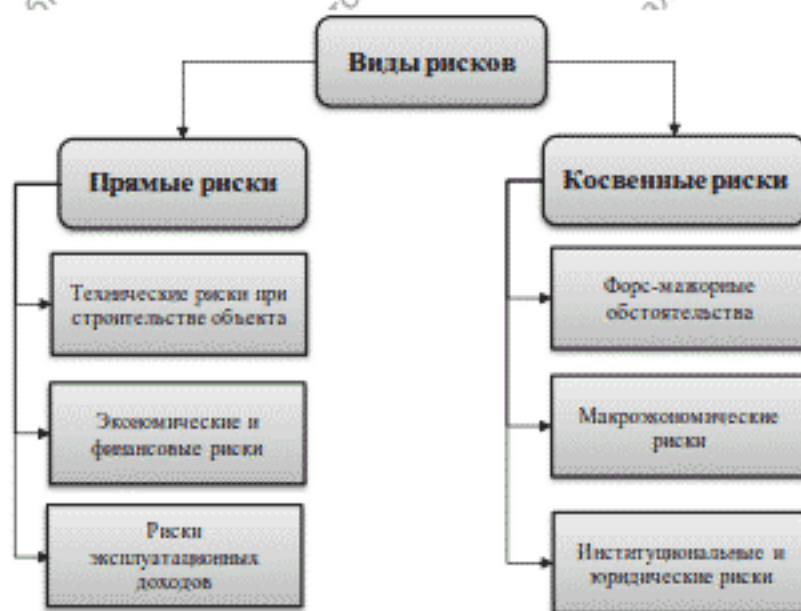 Виды рисков
Прямые риски
Технические риски при
строительстве объекта
Экономические и
финансовые риски
Риски
эксплуатационных
доходов
Косвенные риски
Форс-мажорные
обстоятельства
Макроэкономические
риски
Институциональные и
юридические риски